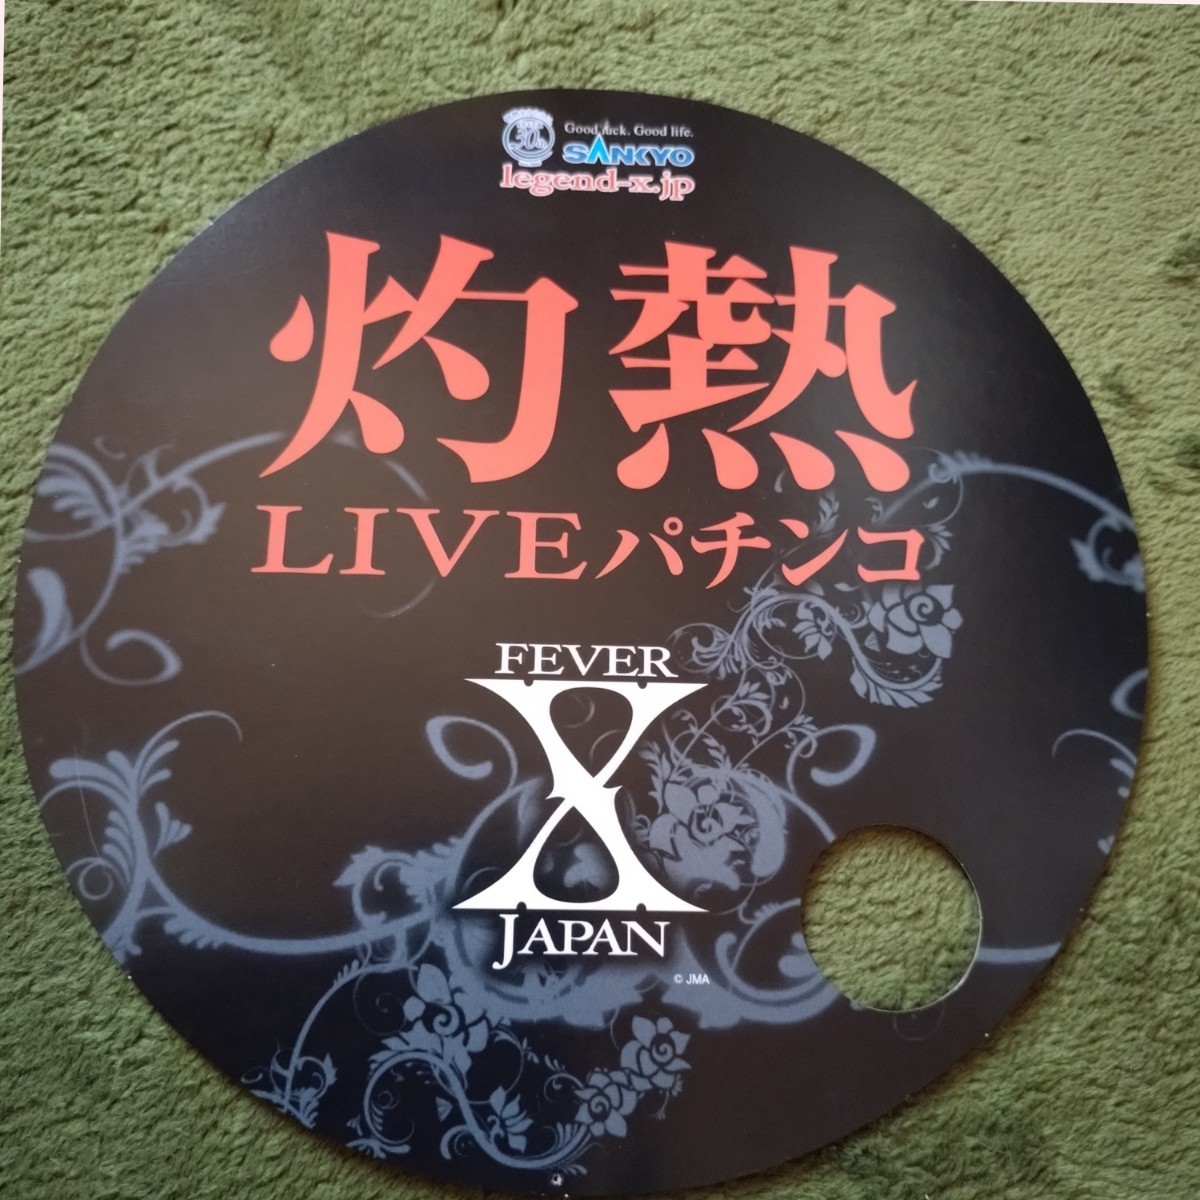 30th
Good luck. Good life.
SANKYO
legend-x.jp
灼熱
LIVEパチンコ
FEVER
X
JAPAN
© JMA